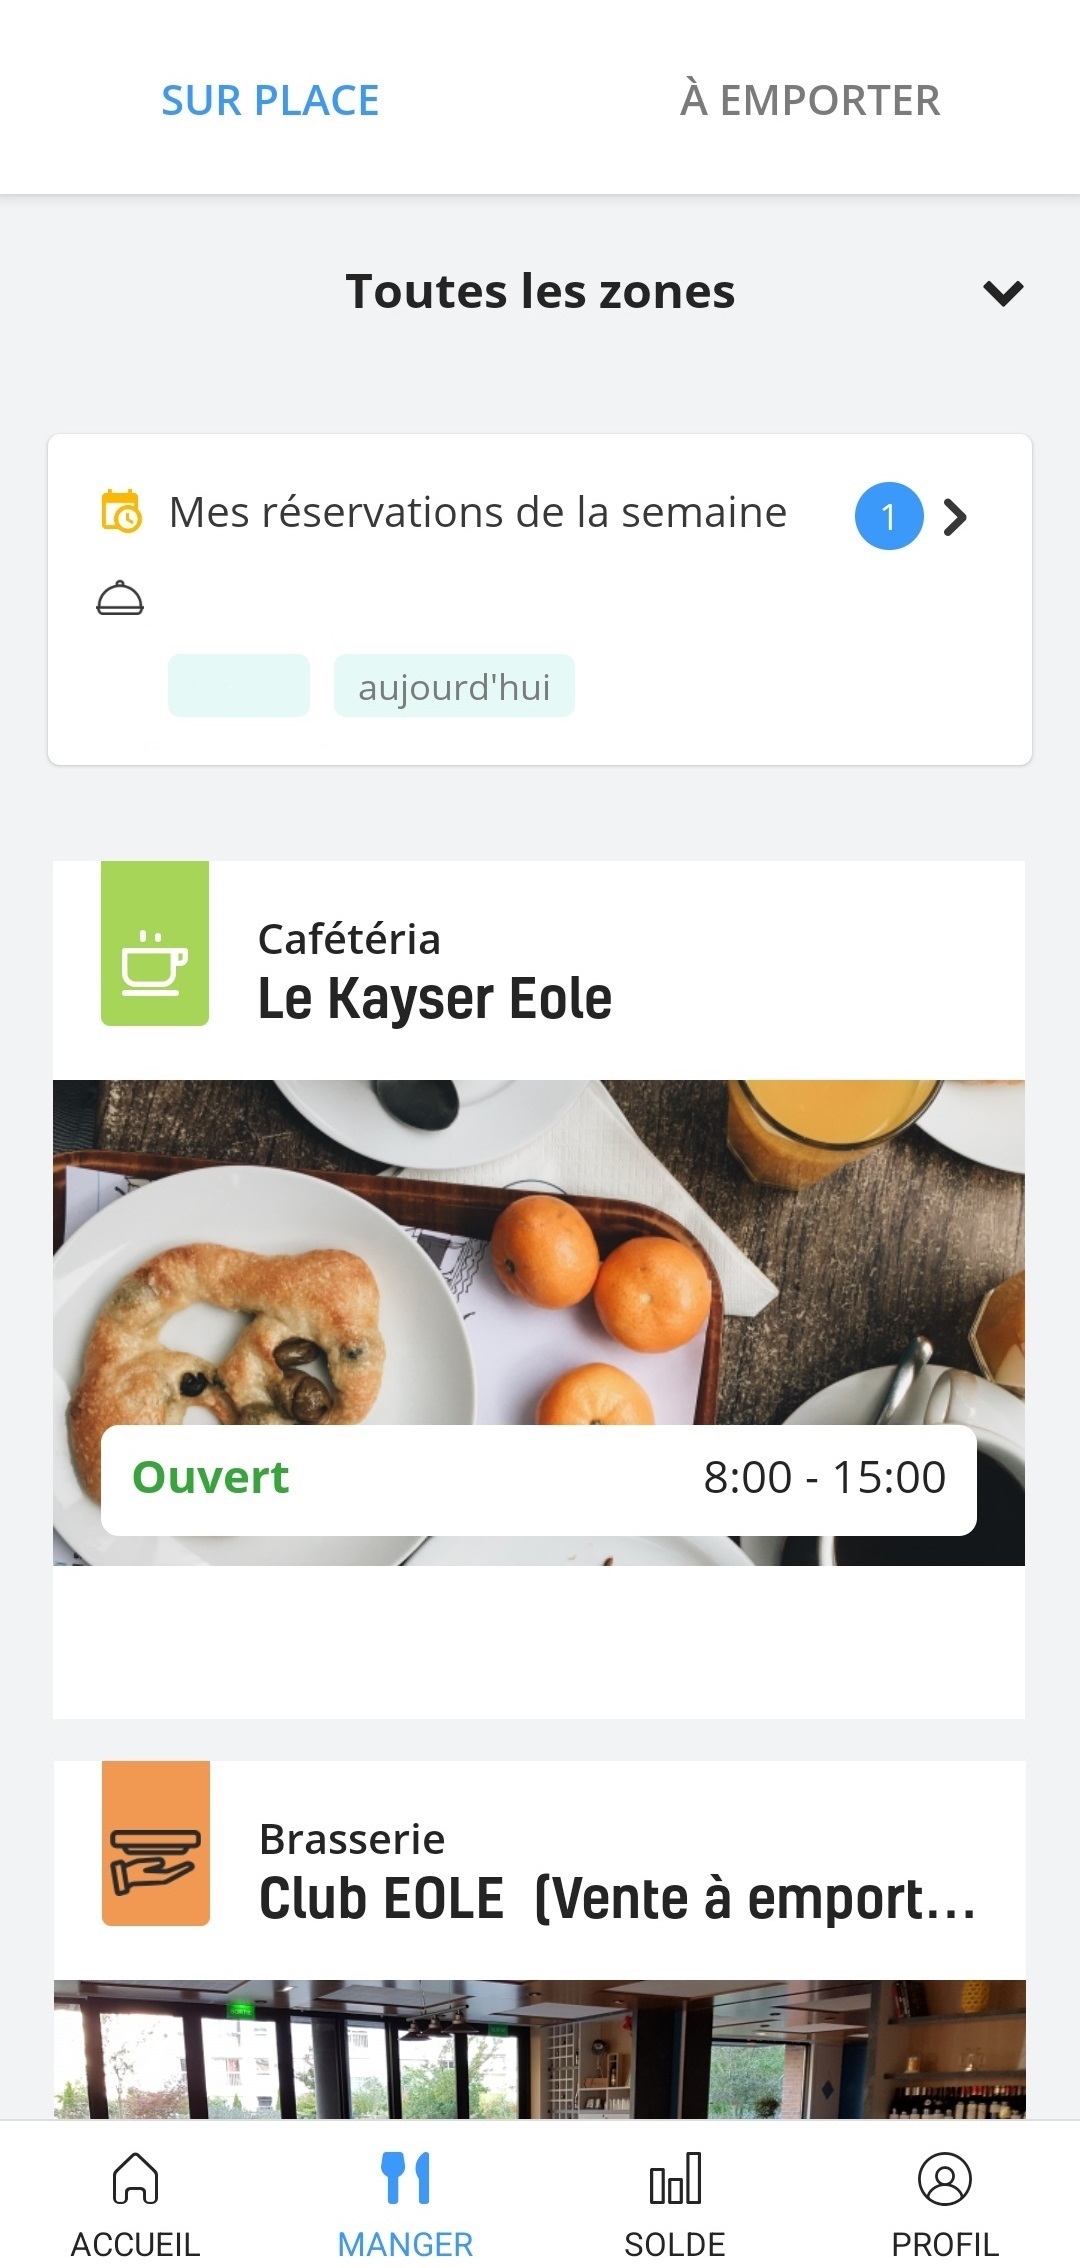 SUR PLACE
À EMPORTER
Toutes les zones
Mes réservations de la semaine
1
aujourd'hui
Cafétéria
Le Kayser Eole
Ouvert
8:00 - 15:00
Brasserie
Club EOLE (Vente à emport...
ACCUEIL
MANGER
SOLDE
PROFIL